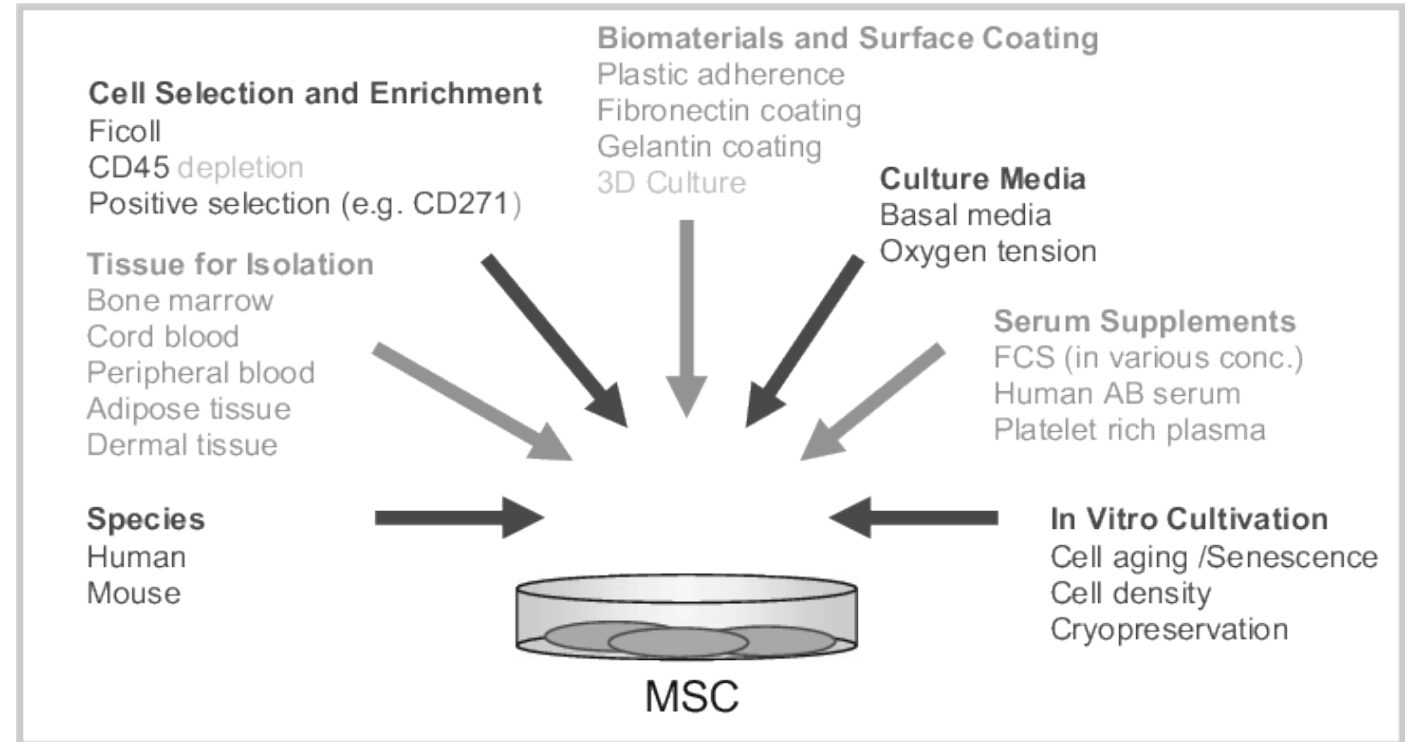 Biomaterials and Surface Coating
Plastic adherence
Fibronectin coating
Gelantin coating
3D Culture
Cell Selection and Enrichment
Ficoll
CD45 depletion
Positive selection (e.g. CD271)
Culture Media
Basal media
Oxygen tension
Tissue for Isolation
Bone marrow
Cord blood
Peripheral blood
Adipose tissue
Dermal tissue
Serum Supplements
FCS (in various conc.)
Human AB serum
Platelet rich plasma
Species
Human
Mouse
In Vitro Cultivation
Cell aging /Senescence
Cell density
Cryopreservation
MSC